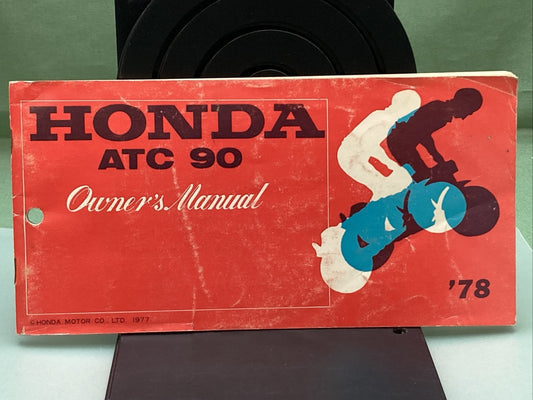 HONDA
ATC 90
Owner's Manual
'78
©HONDA MOTOR CO., LTD. 1977